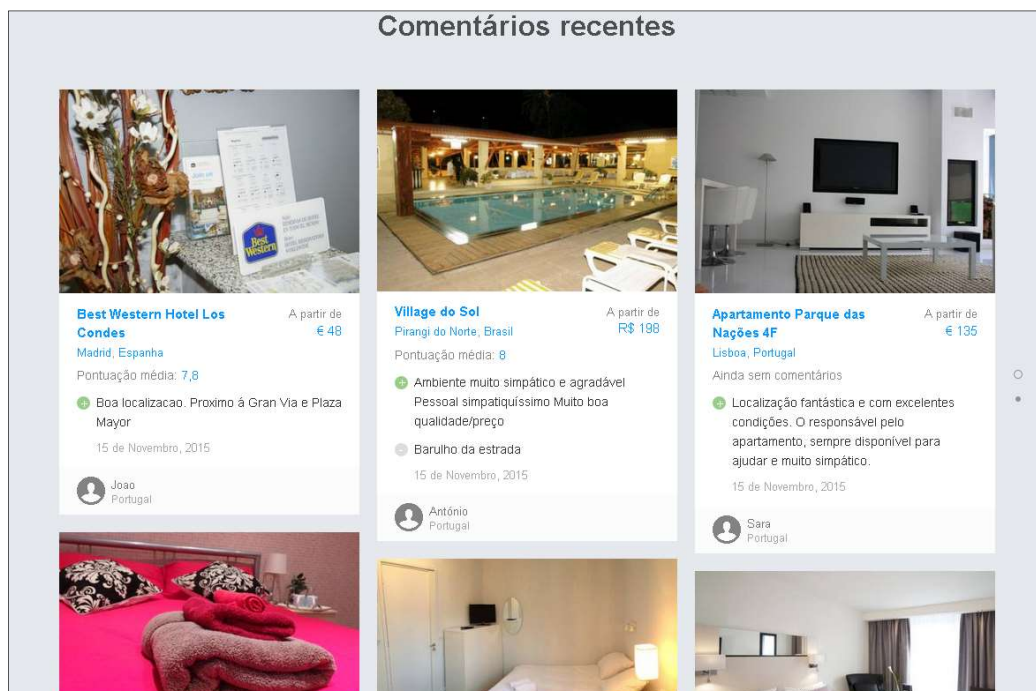 Comentários recentes
Best
Western
Best Western Hotel Los
Condes
A partir de
€ 48
Madrid, Espanha
Pontuação média: 7,8
Boa localizacao. Proximo á Gran Via e Plaza
Mayor
15 de Novembro, 2015
Joao
Portugal
Village do Sol
A partir de
R$ 198
Pirangi do Norte, Brasil
Pontuação média: 8
Ambiente muito simpático e agradável
Pessoal simpatiquíssimo Muito boa
qualidade/preço
Barulho da estrada
15 de Novembro, 2015
António
Portugal
Apartamento Parque das
Nações 4F
A partir de
€ 135
Lisboa, Portugal
Ainda sem comentários
Localização fantástica e com excelentes
condições. O responsável pelo
apartamento, sempre disponível para
ajudar e muito simpático.
15 de Novembro, 2015
Sara
Portugal